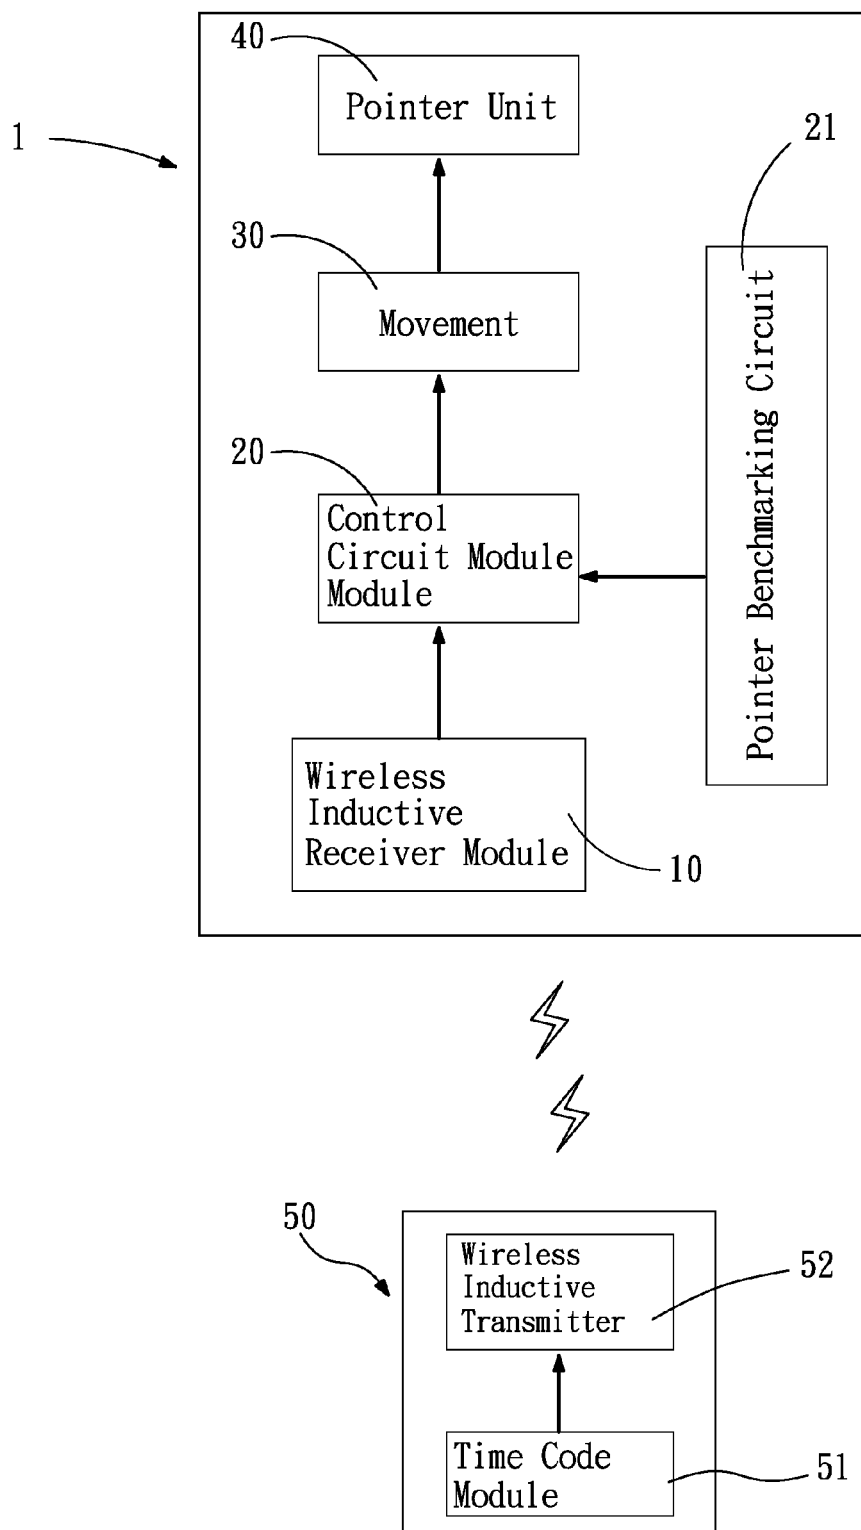 40
Pointer Unit
1
21
30
Movement
Pointer Benchmarking Circuit
20
Control
Circuit Module
Module
Wireless
Inductive
Receiver Module
10
50
Wireless
Inductive
Transmitter
52
Time Code
Module
51